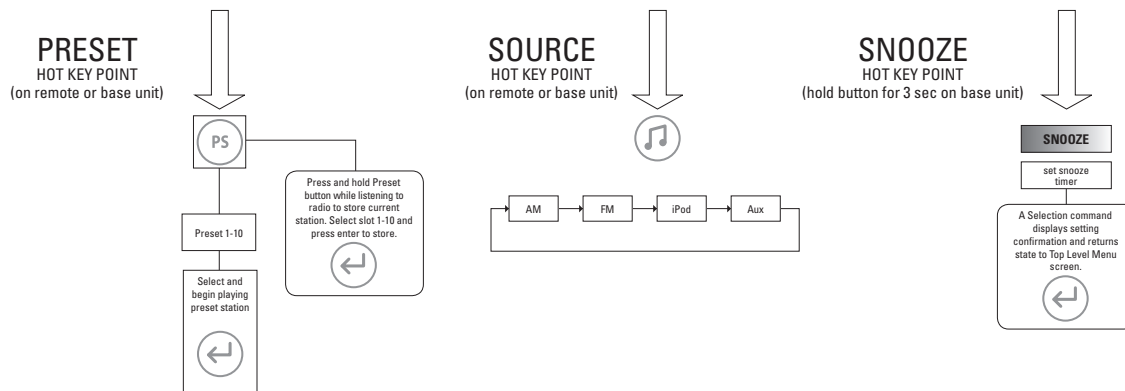 PRESET
HOT KEY POINT
(on remote or base unit)
PS
Press and hold Preset
button while listening to
radio to store current
station. Select slot 1-10 and
press enter to store.
Preset 1-10
Select and
begin playing
preset station
SOURCE
HOT KEY POINT
(on remote or base unit)
AM
FM
iPod
Aux
SNOOZE
HOT KEY POINT
(hold button for 3 sec on base unit)
SNOOZE
set snooze
timer
A Selection command
displays setting
confirmation and returns
state to Top Level Menu
screen.